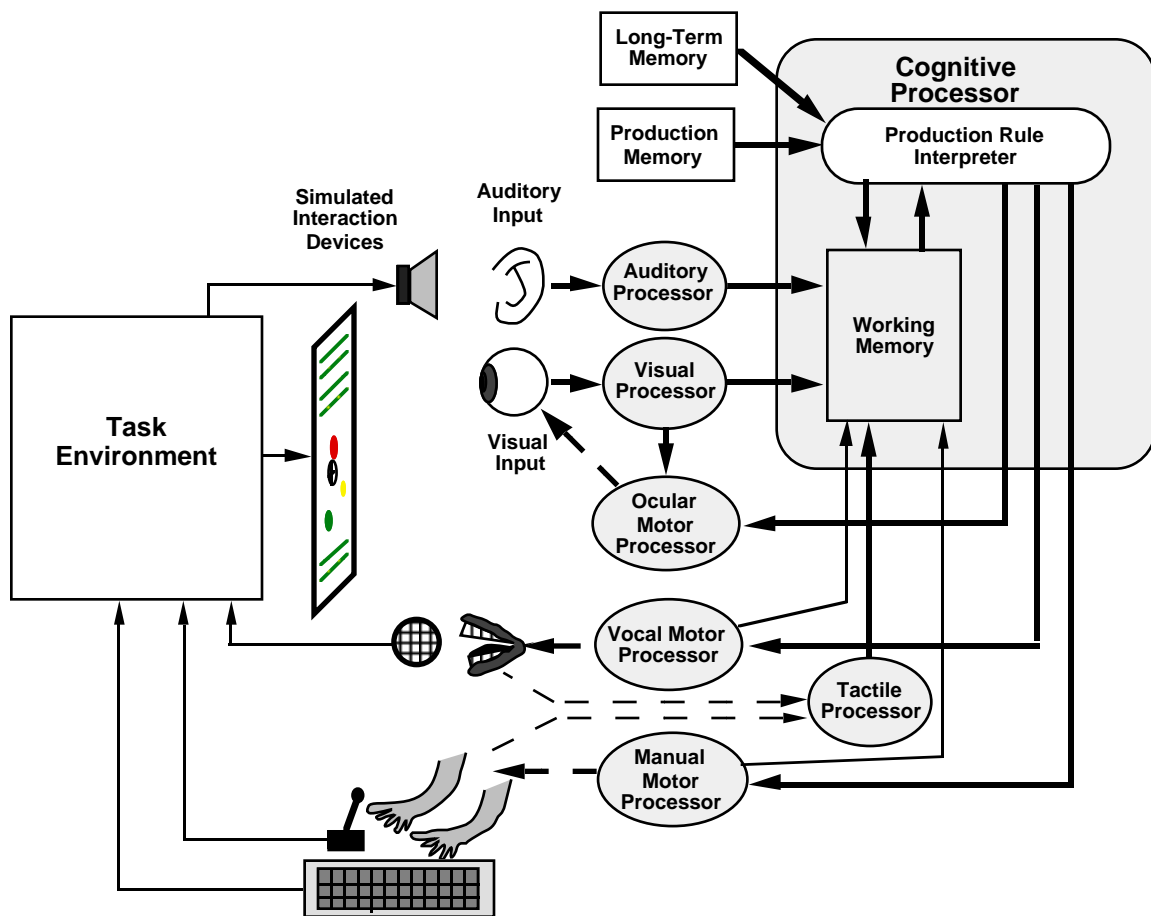 Long-Term
Memory
Cognitive
Processor
Production
Memory
Production Rule
Interpreter
Simulated
Interaction
Devices
Auditory
Input
Auditory
Processor
Working
Memory
Visual
Processor
Task
Environment
Visual
Input
Ocular
Motor
Processor
Vocal Motor
Processor
Tactile
Processor
Manual
Motor
Processor